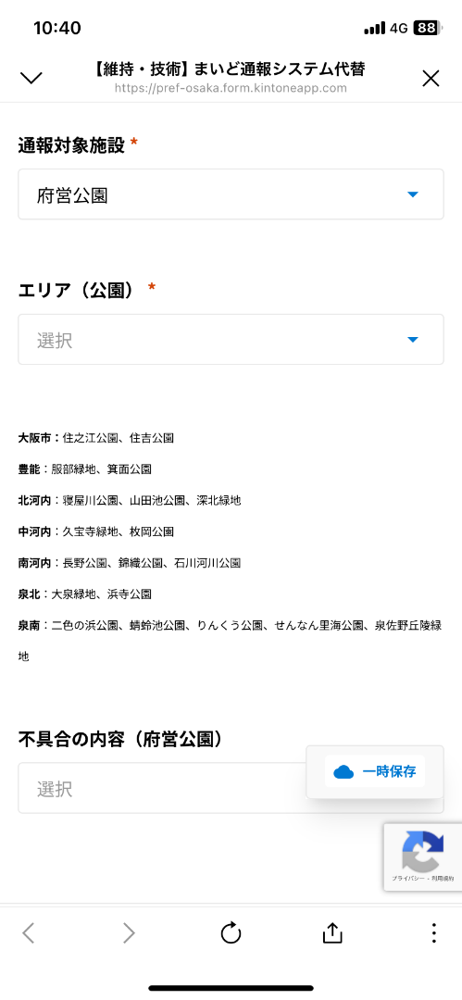 10:40
4G 88
【維持・技術】まいど通報システム代替
https://pref-osaka.form.kintoneapp.com
通報対象施設 *
府営公園
エリア（公園） *
選択
大阪市：住之江公園、住吉公園
豊能：服部緑地、箕面公園
北河内：寝屋川公園、山田池公園、深北緑地
中河内：久宝寺緑地、枚岡公園
南河内：長野公園、錦織公園、石川河川公園
泉北：大泉緑地、浜寺公園
泉南：二色の浜公園、蜻蛉池公園、りんくう公園、せんなん里海公園、泉佐野丘陵緑
地
不具合の内容（府営公園）
選択
一時保存
プライバシー - 利用規約